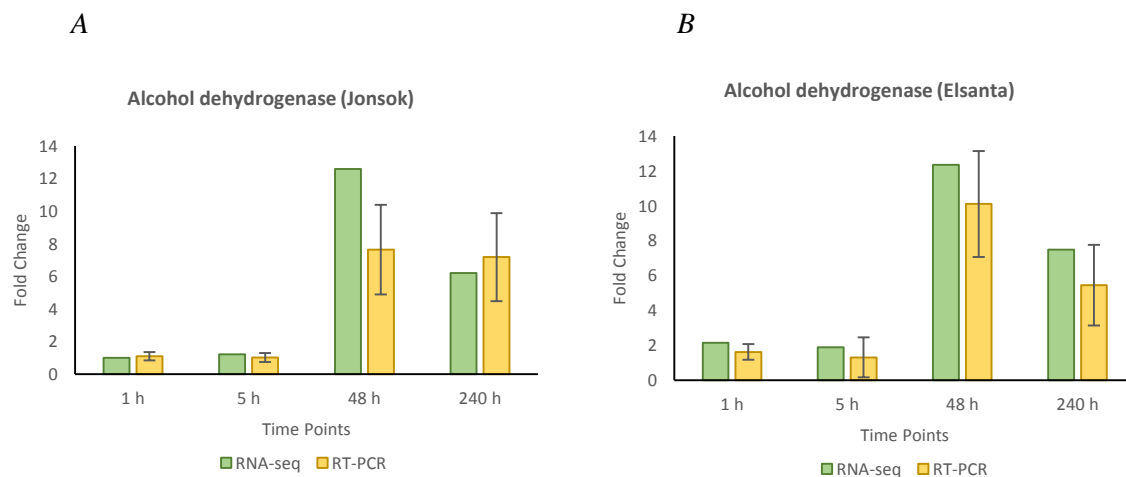 A
Alcohol dehydrogenase (Jonsok)
14
12
10
8
6
4
2
0
Fold Change
1 h 5 h 48 h 240 h
Time Points
RNA-seq RT-PCR
B
Alcohol dehydrogenase (Elsanta)
14
12
10
8
6
4
2
0
Fold Change
1 h 5 h 48 h 240 h
Time Points
RNA-seq RT-PCR